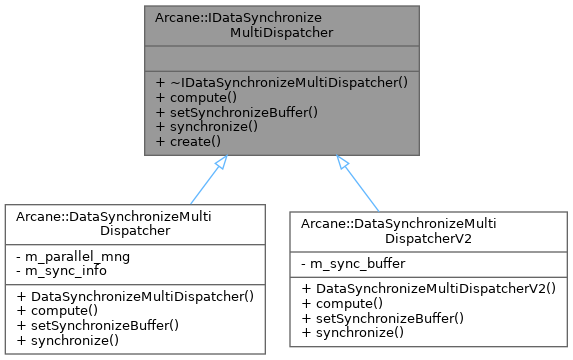 Arcane::IDataSynchronize
MultiDispatcher
+ ~IDataSynchronizeMultiDispatcher()
+ compute()
+ setSynchronizeBuffer()
+ synchronize()
+ create()
Arcane::DataSynchronizeMulti
Dispatcher
- m_parallel_mng
- m_sync_info
+ DataSynchronizeMultiDispatcher()
+ compute()
+ setSynchronizeBuffer()
+ synchronize()
Arcane::DataSynchronizeMulti
DispatcherV2
- m_sync_buffer
+ DataSynchronizeMultiDispatcherV2()
+ compute()
+ setSynchronizeBuffer()
+ synchronize()